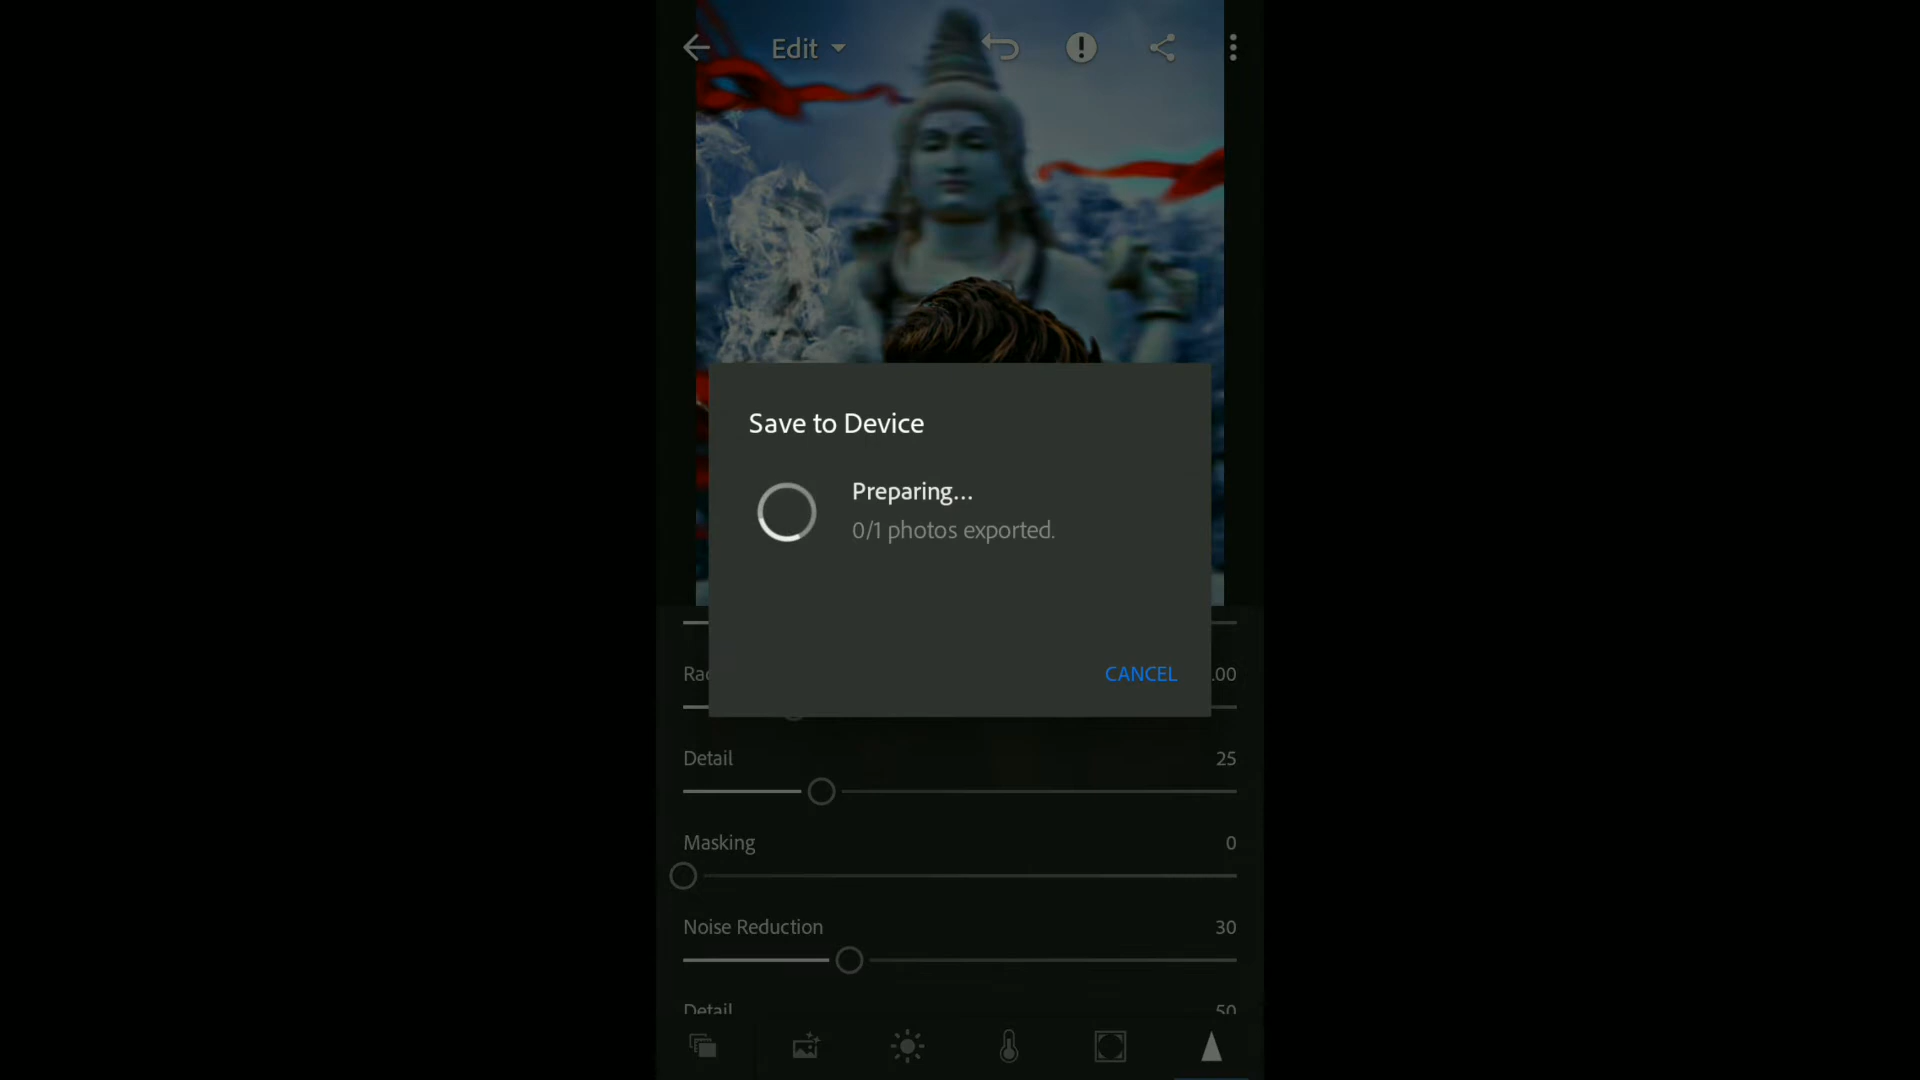 Edit
Save to Device
Preparing...
0/1 photos exported.
CANCEL
Rad
.00
Detail 25
Masking 0
Noise Reduction 30
Detail 50